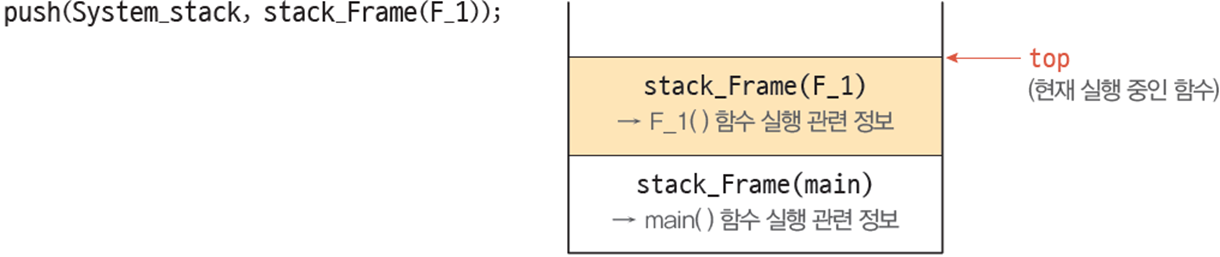 push(System_stack, stack_Frame(F_1));
stack_Frame(F_1)
→ F_1( ) 함수 실행 관련 정보
stack_Frame(main)
→ main( ) 함수 실행 관련 정보
top
(현재 실행 중인 함수)